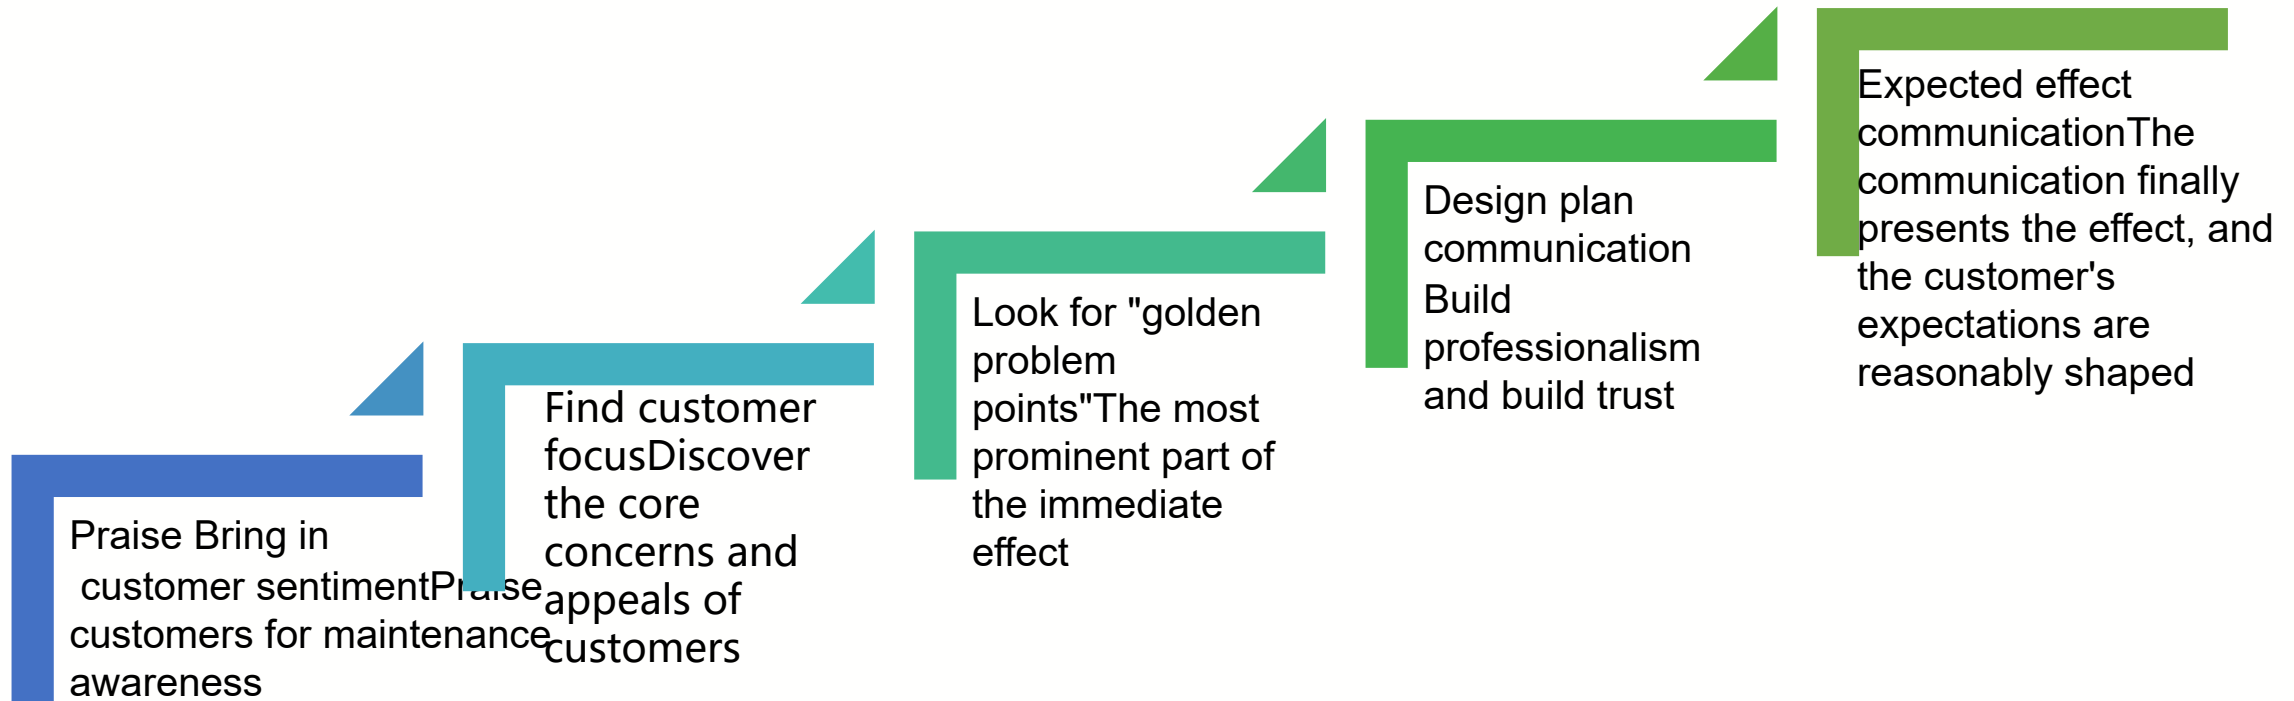 Praise Bring in
customer sentimentPraise
customers for maintenance
awareness
Find customer
focusDiscover
the core
concerns and
appeals of
customers
Look for "golden
problem
points"The most
prominent part of
the immediate
effect
Design plan
communication
Build
professionalism
and build trust
Expected effect
communicationThe
communication finally
presents the effect, and
the customer's
expectations are
reasonably shaped